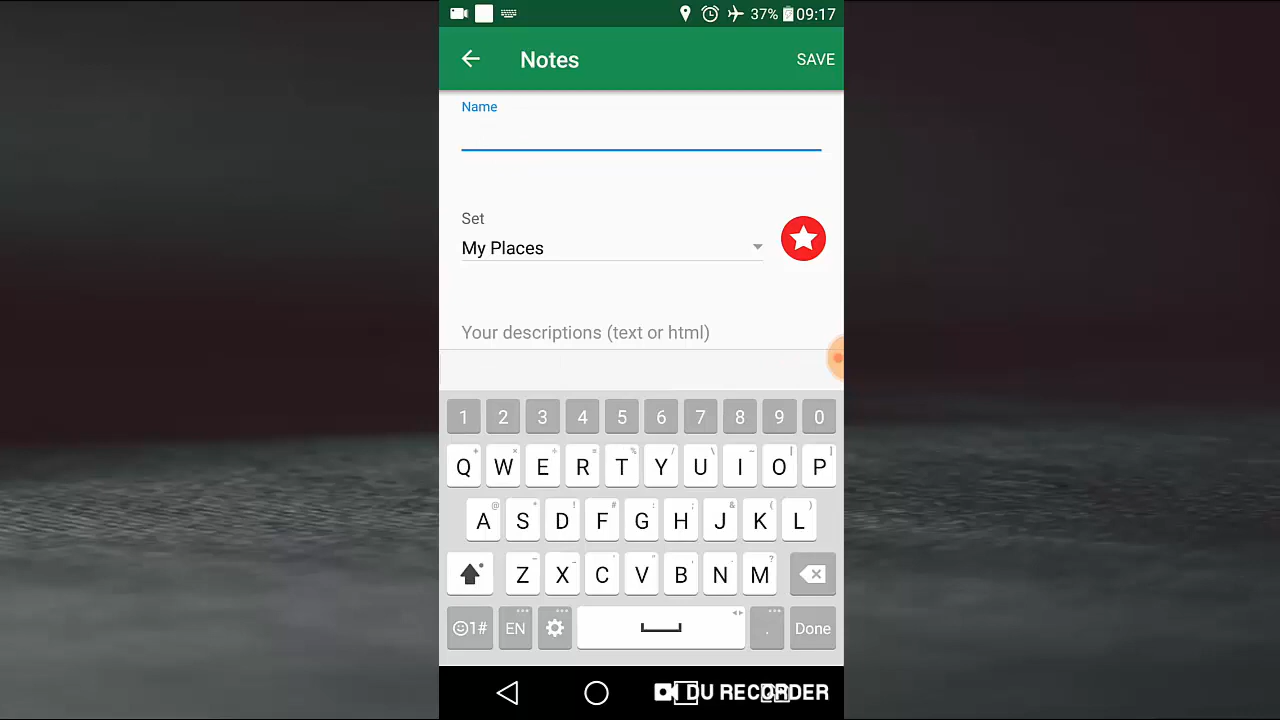 37% 09:17
Notes SAVE
Name
Set
My Places
Your descriptions (text or html)
1 2 3 4 5 6 7 8 9 0
Q W E R T Y U I O P
A S D F G H J K L
Z X C V B N M
1# EN . Done
DU RECORDER